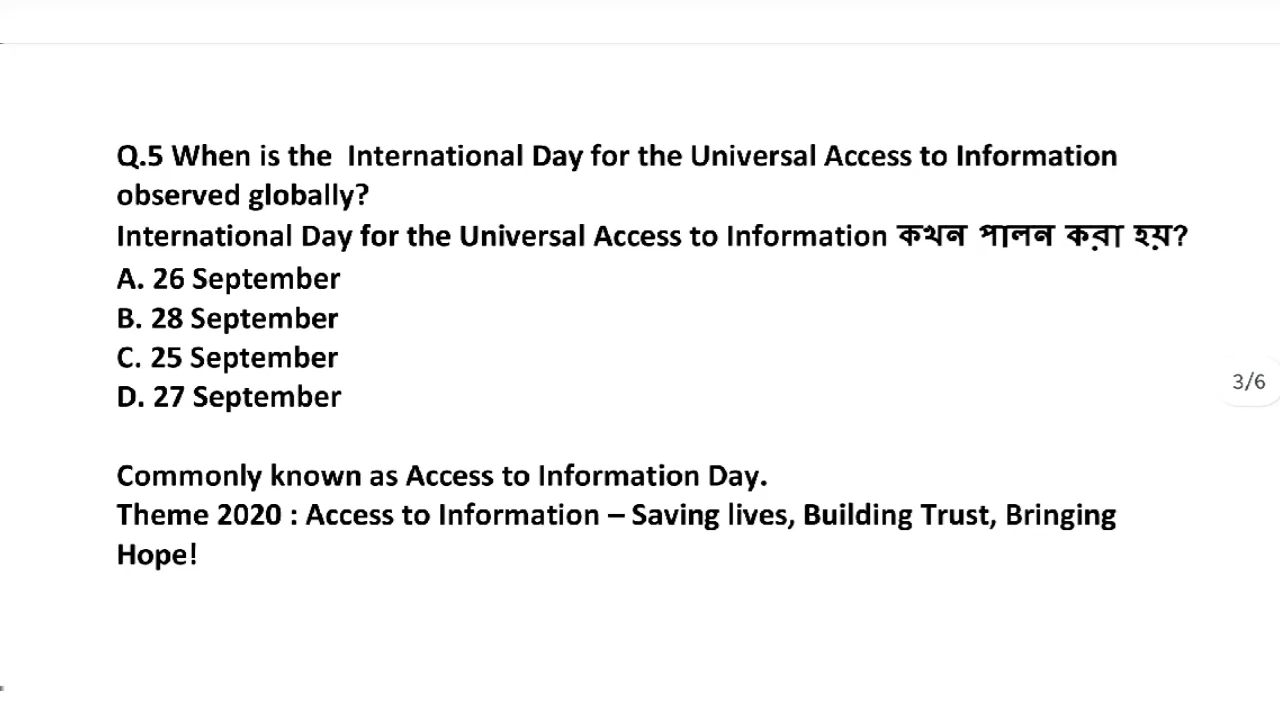 Q.5 When is the International Day for the Universal Access to Information
observed globally?
International Day for the Universal Access to Information কখন পালন করা হয়?
A. 26 September
B. 28 September
C. 25 September
D. 27 September
3/6
Commonly known as Access to Information Day.
Theme 2020 : Access to Information – Saving lives, Building Trust, Bringing
Hope!